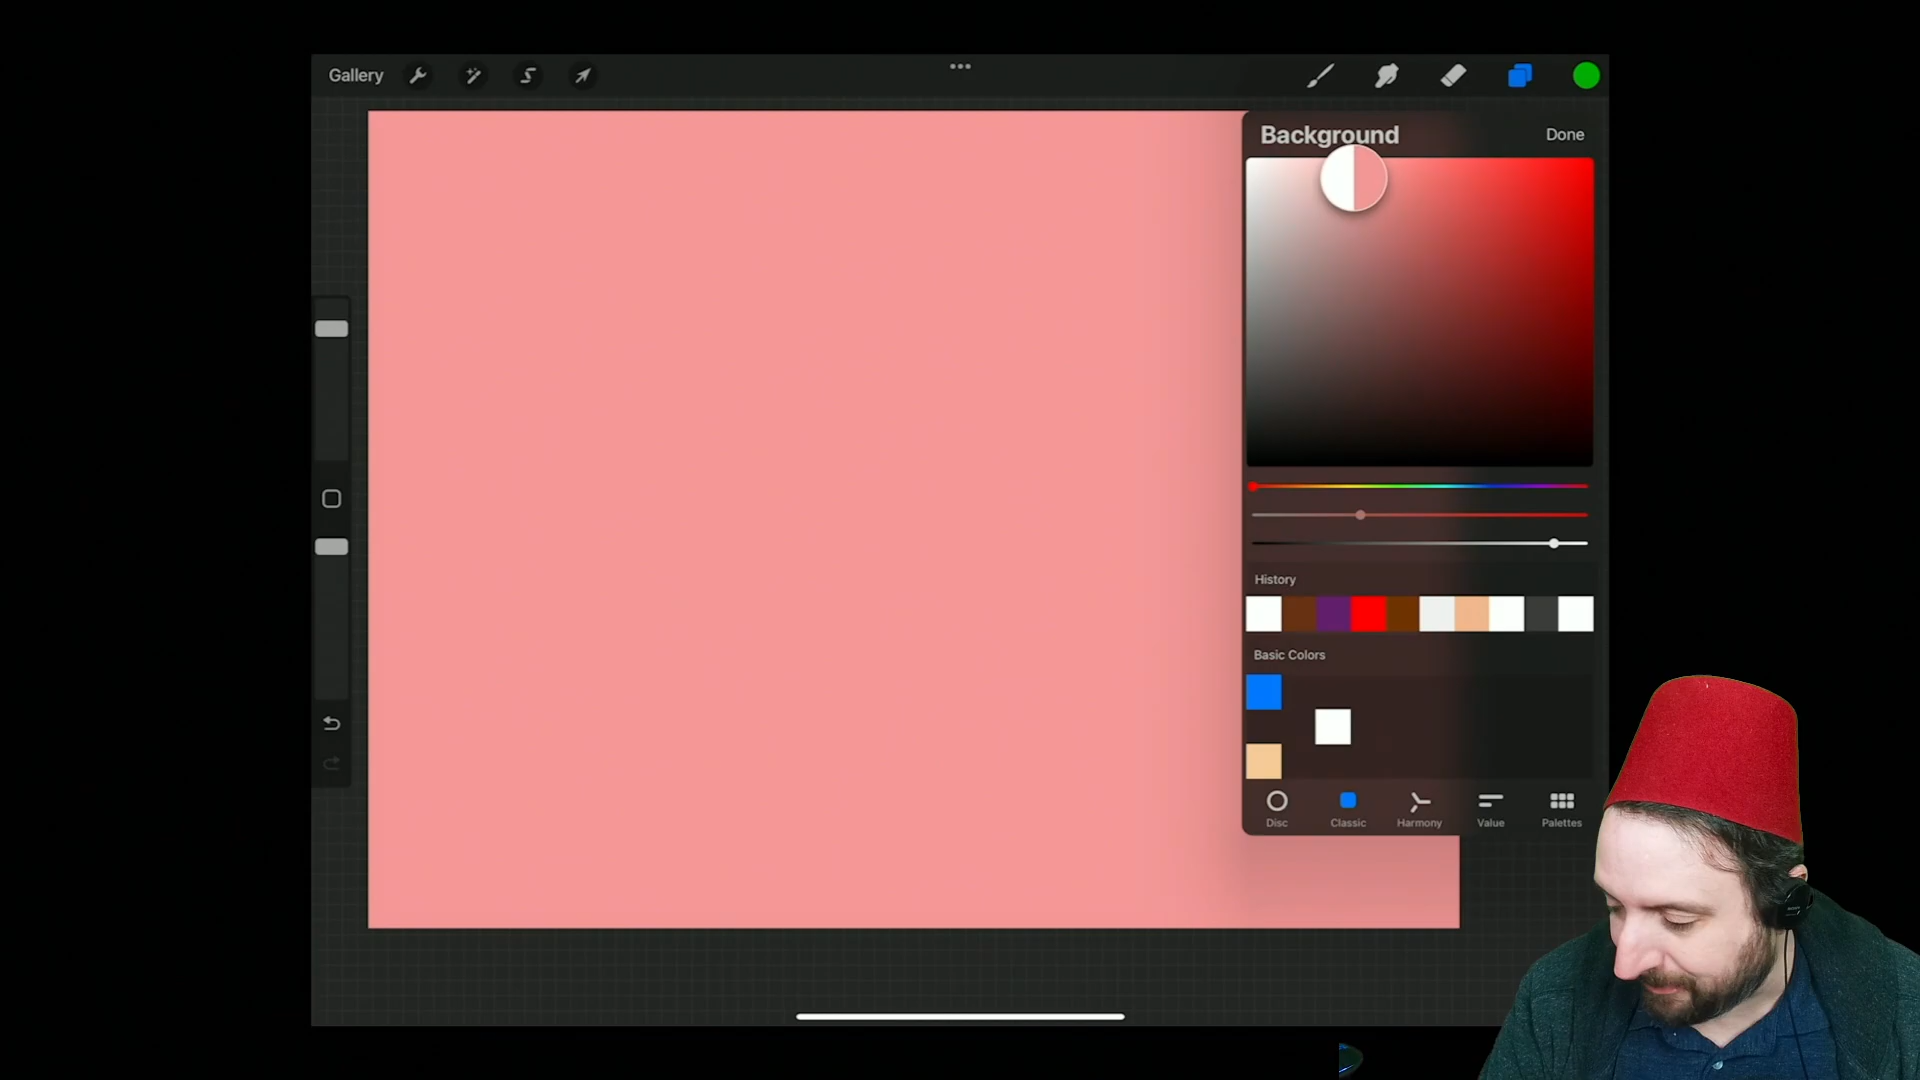 Gallery
Background
Done
History
Basic Colors
Disc
Classic
Harmony
Value
Palettes